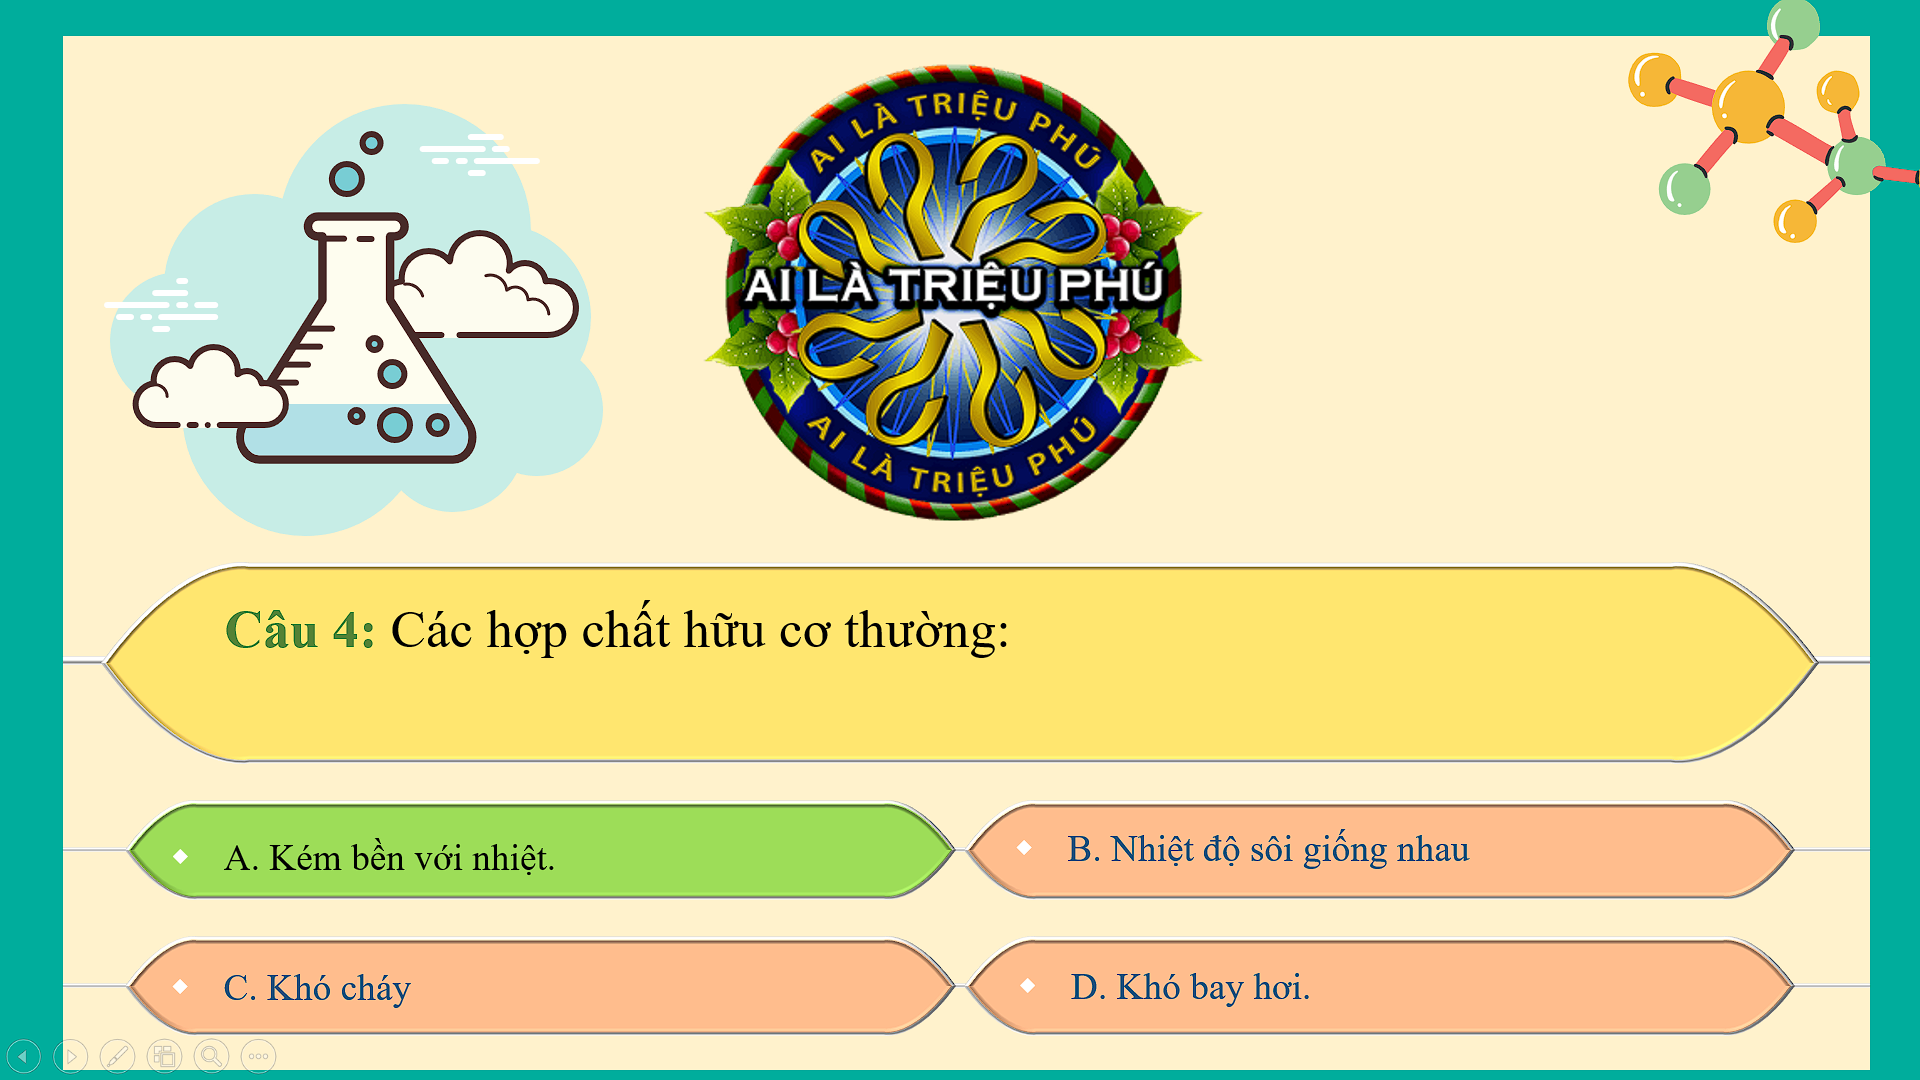 AI LÀ TRIỆU PHÚ
AI LÀ TRIỆU PHÚ
AI LÀ TRIỆU PHÚ
Câu 4: Các hợp chất hữu cơ thường:
A. Kém bền với nhiệt.
B. Nhiệt độ sôi giống nhau
C. Khó cháy
D. Khó bay hơi.